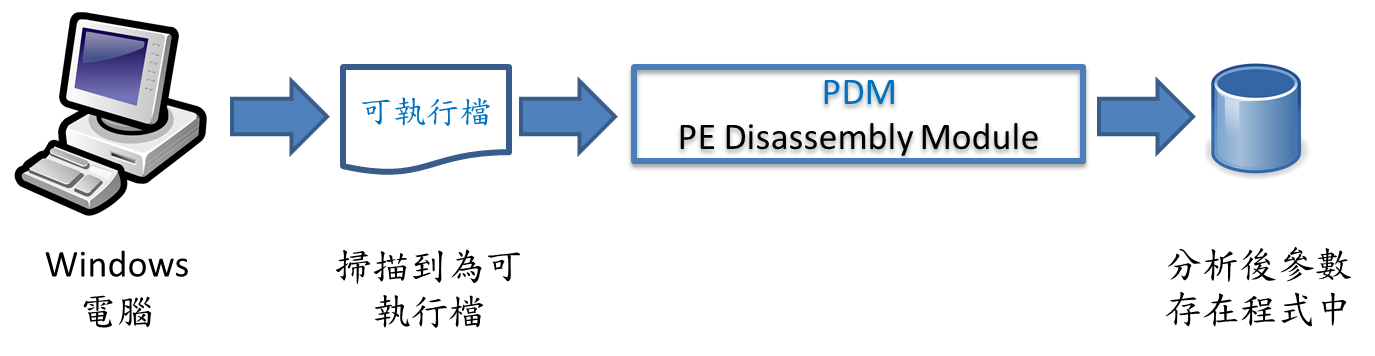 可執行檔
PDM
PE Disassembly Module
Windows
電腦
掃描到為可
執行檔
分析後參數
存在程式中